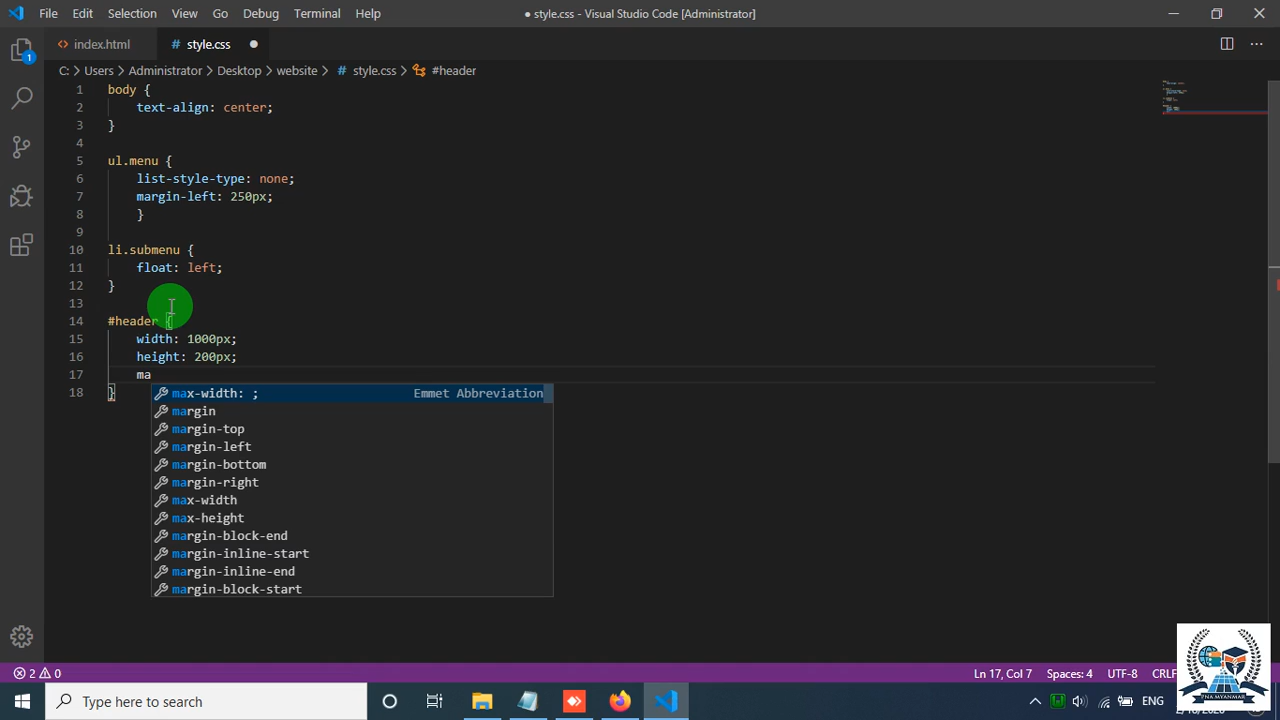 File Edit Selection View Go Debug Terminal Help ● style.css - Visual Studio Code [Administrator]
index.html # style.css
C: > Users > Administrator > Desktop > website > # style.css > #header
1 body {
2 text-align: center;
3 }
4
5 ul.menu {
6 list-style-type: none;
7 margin-left: 250px;
8 }
9
10 li.submenu {
11 float: left;
12 }
13
14 #header {
15 width: 1000px;
16 height: 200px;
17 ma
18 }
max-width: ; Emmet Abbreviation
margin
margin-top
margin-left
margin-bottom
margin-right
max-width
max-height
margin-block-end
margin-inline-start
margin-inline-end
margin-block-start
1
2 0 Ln 17, Col 7 Spaces: 4 UTF-8 CRLF
Type here to search ENG
PNA MYANMAR